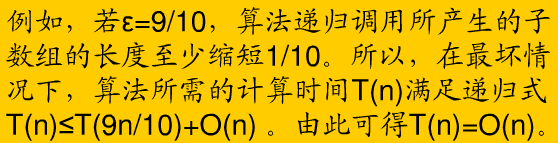 例如，若ε=9/10，算法递归调用所产生的子
数组的长度至少缩短1/10。所以，在最坏情
况下，算法所需的计算时间T(n)满足递归式
T(n)≤T(9n/10)+O(n) 。由此可得T(n)=O(n)。